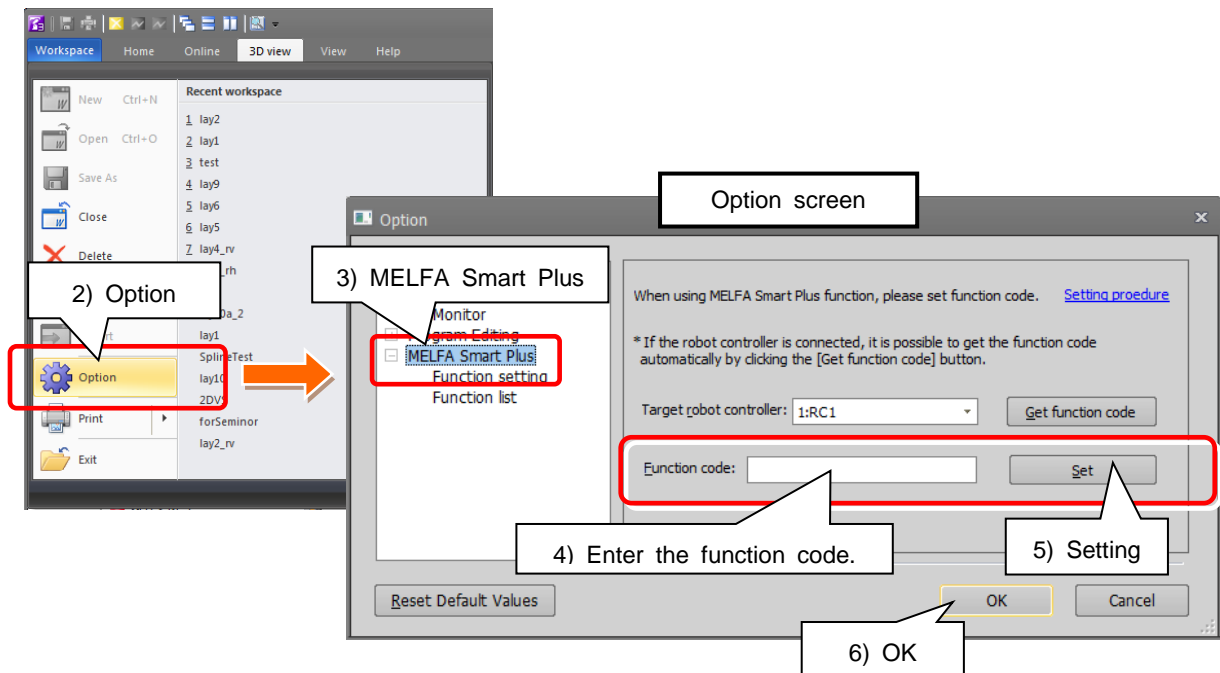 Workspace Home Online 3D view View Help
New Ctrl+N
Open Ctrl+O
Save As
Close
Delete
2) Option
Option
Print
Exit
Recent workspace
1 lay2
2 lay1
3 test
4 lay9
5 lay6
6 lay5
7 lay4_rv
_rh
a_2
lay1
SplineTest
lay10
2DVS
forSeminor
lay2_rv
Option screen
Option
3) MELFA Smart Plus
Monitor
gram Editing
MELFA Smart Plus
Function setting
Function list
When using MELFA Smart Plus function, please set function code. Setting proedure
* If the robot controller is connected, it is possible to get the function code
automatically by clicking the [Get function code] button.
Target robot controller: 1:RC1 Get function code
Function code: Set
4) Enter the function code.
5) Setting
Reset Default Values OK Cancel
6) OK